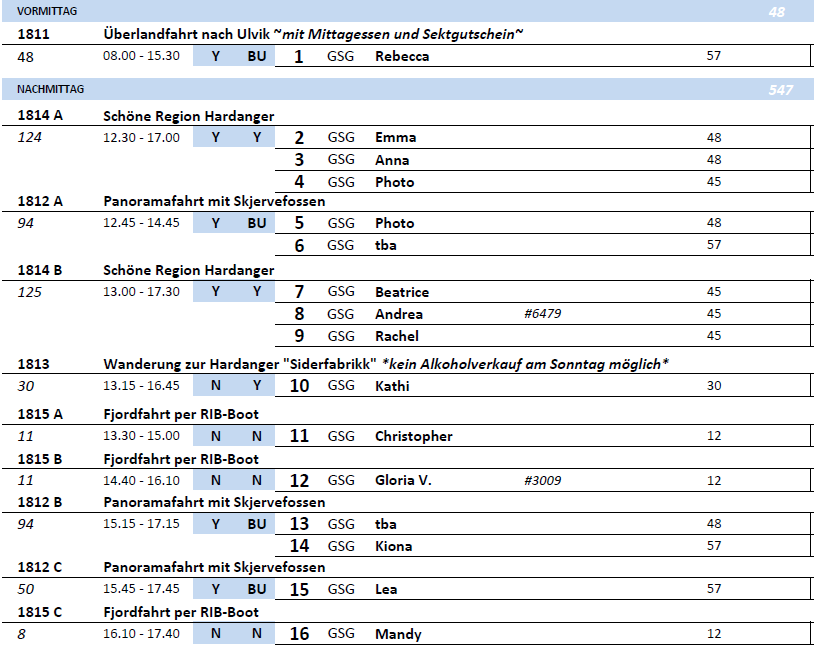 VORMITTAG 48
1811 Überlandfahrt nach Ulvik ~mit Mittagessen und Sektgutschein~
48 08.00 - 15.30 Y BU 1 GSG Rebecca 57
NACHMITTAG 547
1814 A Schöne Region Hardanger
124 12.30 - 17.00 Y Y 2 GSG Emma 48
3 GSG Anna 48
4 GSG Photo 45
1812 A Panoramafahrt mit Skjervefossen
94 12.45 - 14.45 Y BU 5 GSG Photo 48
6 GSG tba 57
1814 B Schöne Region Hardanger
125 13.00 - 17.30 Y Y 7 GSG Beatrice 45
8 GSG Andrea #6479 45
9 GSG Rachel 45
1813 Wanderung zur Hardanger "Siderfabrikk" *kein Alkoholverkauf am Sonntag möglich*
30 13.15 - 16.45 N Y 10 GSG Kathi 30
1815 A Fjordfahrt per RIB-Boot
11 13.30 - 15.00 N N 11 GSG Christopher 12
1815 B Fjordfahrt per RIB-Boot
11 14.40 - 16.10 N N 12 GSG Gloria V. #3009 12
1812 B Panoramafahrt mit Skjervefossen
94 15.15 - 17.15 Y BU 13 GSG tba 48
14 GSG Kiona 57
1812 C Panoramafahrt mit Skjervefossen
50 15.45 - 17.45 Y BU 15 GSG Lea 57
1815 C Fjordfahrt per RIB-Boot
8 16.10 - 17.40 N N 16 GSG Mandy 12